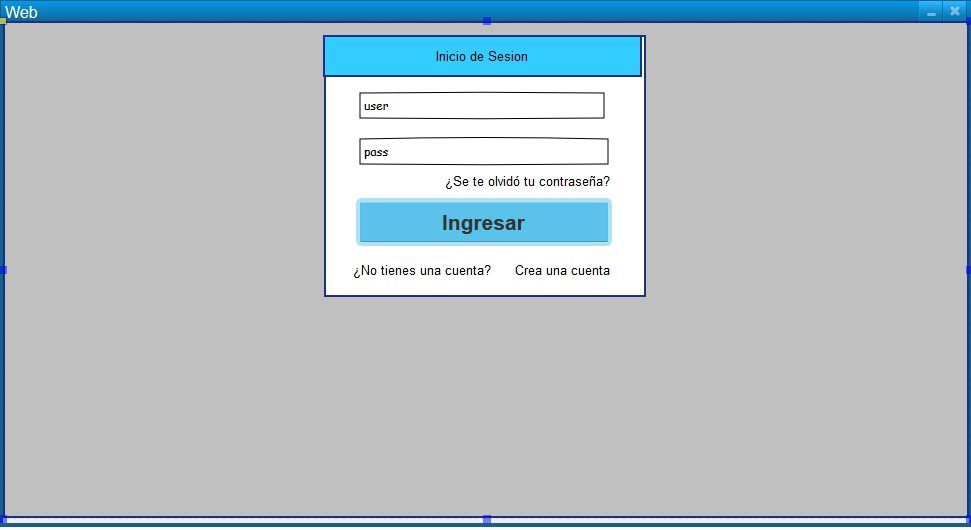 Web
Inicio de Sesion
user
pass
¿Se te olvidó tu contraseña?
Ingresar
¿No tienes una cuenta? Crea una cuenta